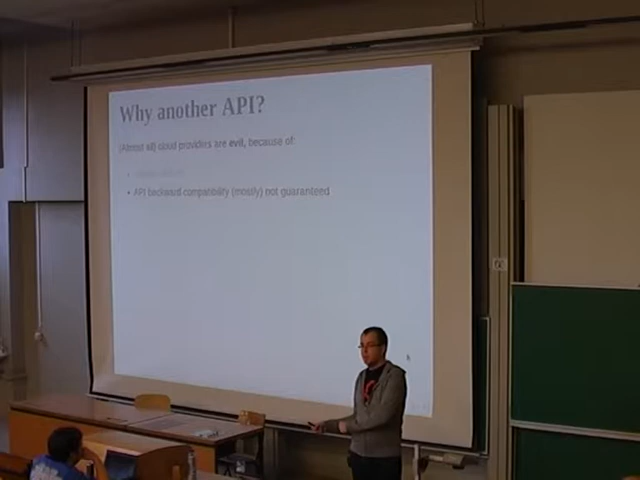 Why another API?
(Almost all) cloud providers are evil, because of:
• API backward compatibility (mostly) not guaranteed